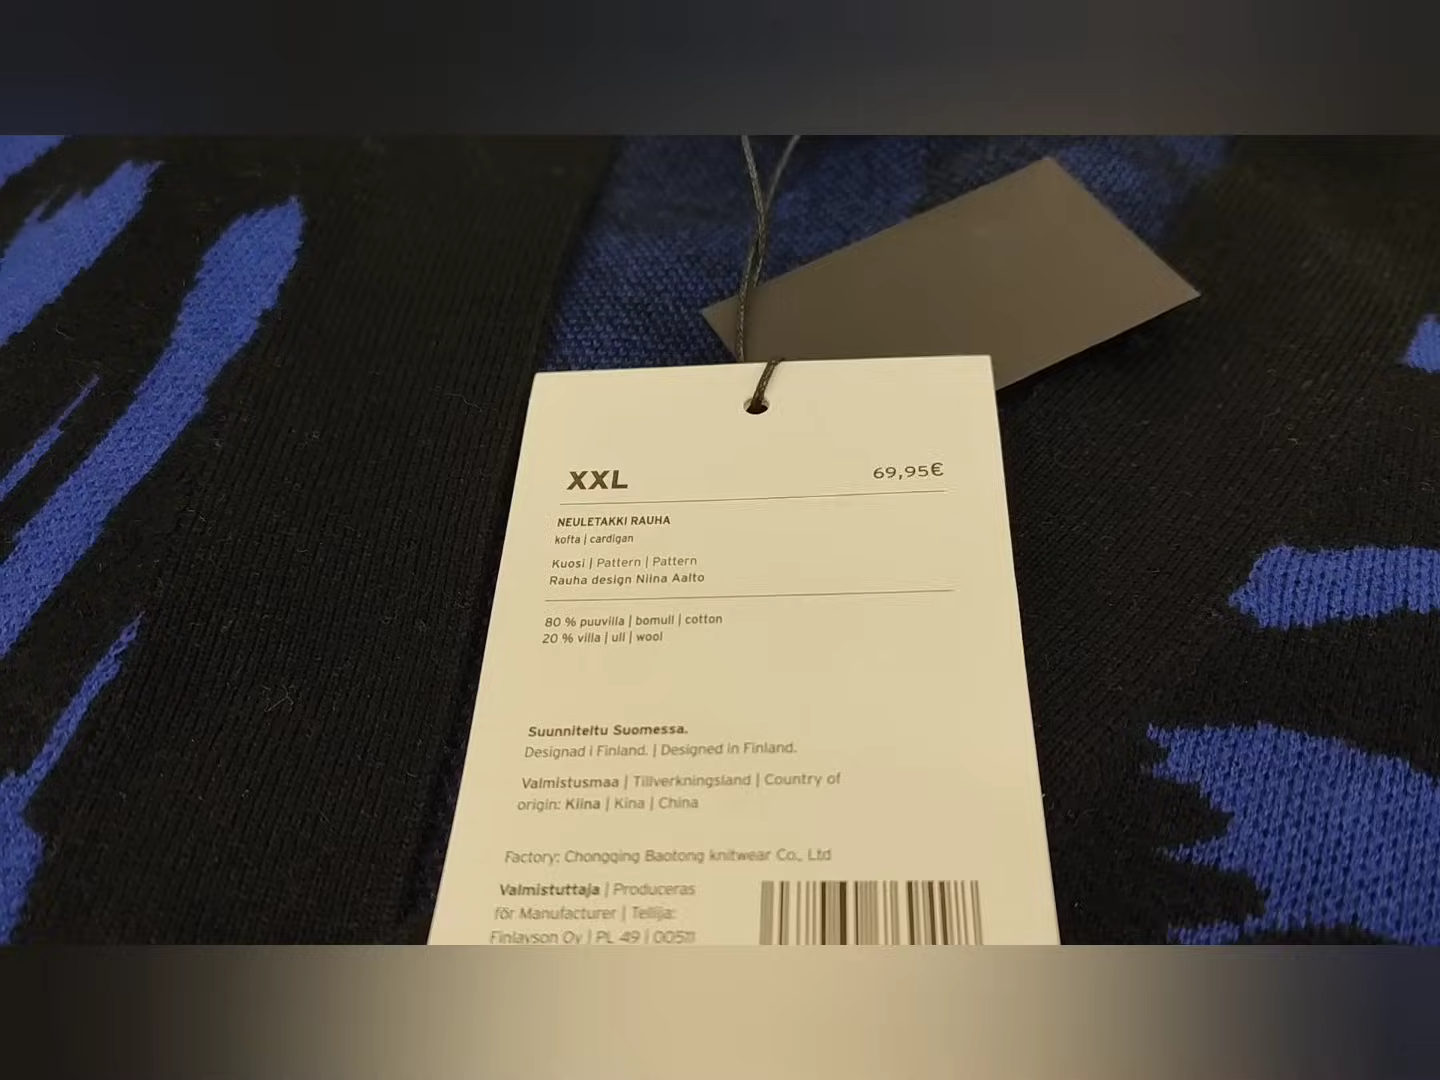 XXL
69,95€
NEULETAKKI RAUHA
kofta | cardigan
Kuosi | Pattern | Pattern
Rauha design Niina Aalto
80 % puuvilla | bomull | cotton
20 % villa | ull | wool
Suunniteltu Suomessa.
Designad i Finland. | Designed in Finland.
Valmistusmaa | Tillverkningsland | Country of
origin: Kiina | Kina | China
Factory: Chongqing Baotong knitwear Co., Ltd
Valmistuttaja | Produceras
för Manufacturer | Tellija:
Finlayson Oy | PL 49 | 00511